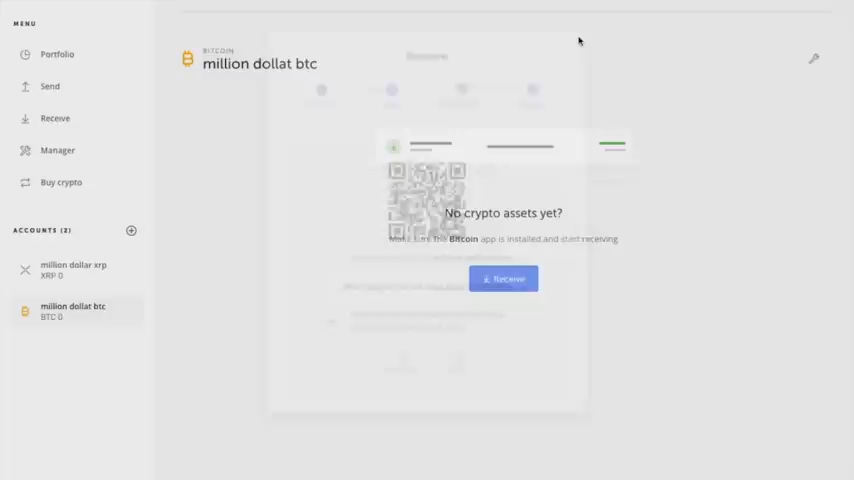 MENU
Portfolio
Send
Receive
Manager
Buy crypto
ACCOUNTS (2)
million dollar xrp
XRP 0
million dollat btc
BTC 0
BITCOIN
million dollat btc
Receive
No crypto assets yet?
Make sure the Bitcoin app is installed and start receiving
Receive